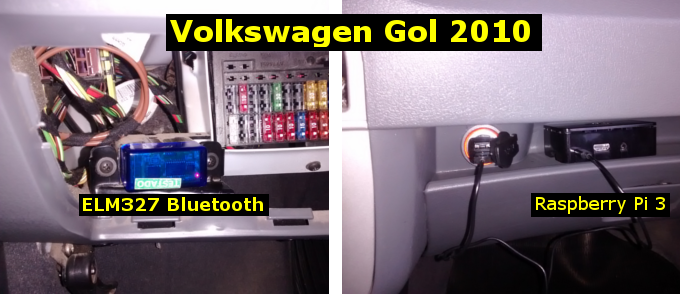 Volkswagen Gol 2010
ELM327 Bluetooth
Raspberry Pi 3